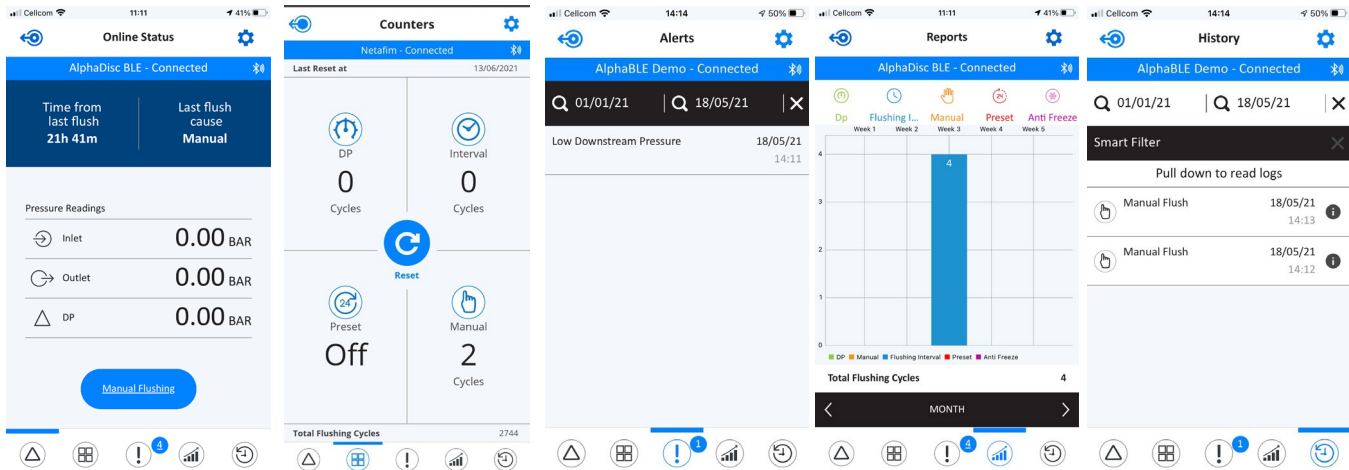 Cellcom 11:11 41%
Online Status
AlphaDisc BLE - Connected
Time from
last flush
21h 41m
Last flush
cause
Manual
Pressure Readings
Inlet 0.00 BAR
Outlet 0.00 BAR
DP 0.00 BAR
Manual Flushing
4
Counters
Netafim - Connected
Last Reset at 13/06/2021
DP
0
Cycles
Interval
0
Cycles
Reset
24
Preset
Off
Manual
2
Cycles
Total Flushing Cycles 2744
Cellcom 14:14 50%
Alerts
AlphaBLE Demo - Connected
01/01/21 18/05/21
Low Downstream Pressure 18/05/21
14:11
1
Cellcom 11:11 41%
Reports
AlphaDisc BLE - Connected
Dp Flushing I... Manual Preset Anti Freeze
Week 1 Week 2 Week 3 Week 4 Week 5
4
4
3
2
1
0
DP Manual Flushing Interval Preset Anti Freeze
Total Flushing Cycles 4
MONTH
4
Cellcom 14:14 50%
History
AlphaBLE Demo - Connected
01/01/21 18/05/21
Smart Filter
Pull down to read logs
Manual Flush 18/05/21
14:13
Manual Flush 18/05/21
14:12
1